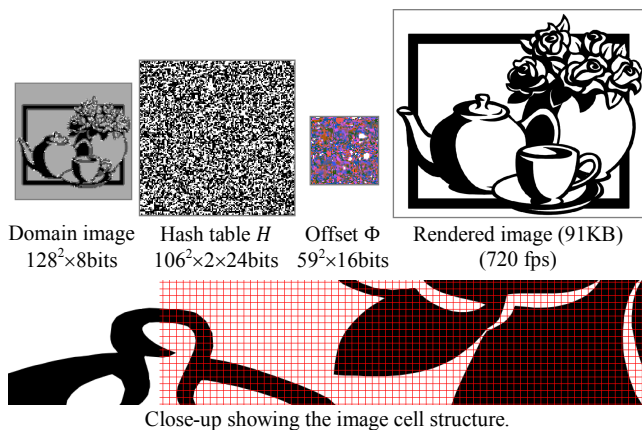 Domain image
128²×8bits
Hash table H
106²×2×24bits
Offset Φ
59²×16bits
Rendered image (91KB)
(720 fps)
Close-up showing the image cell structure.